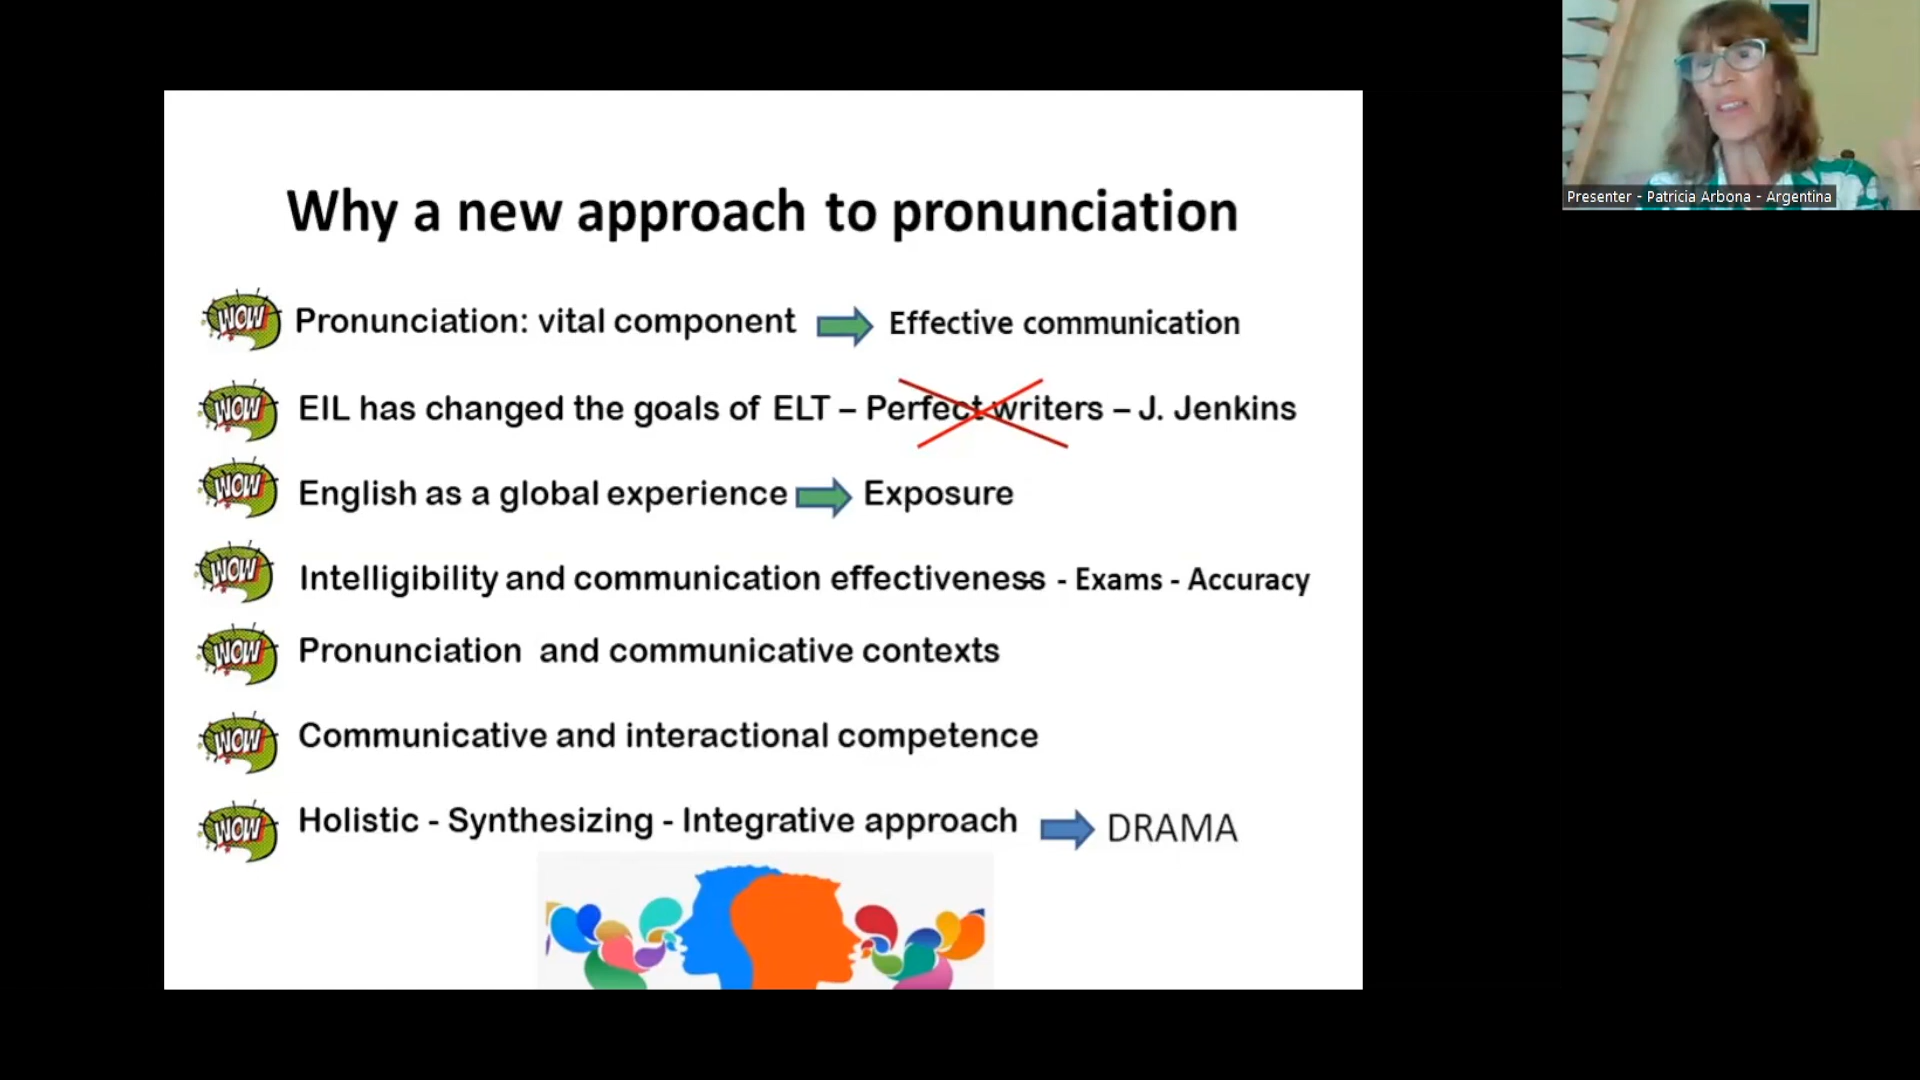 Presenter - Patricia Arbona - Argentina
Why a new approach to pronunciation
WOW Pronunciation: vital component Effective communication
WOW EIL has changed the goals of ELT – Perfect writers – J. Jenkins
WOW English as a global experience Exposure
WOW Intelligibility and communication effectiveness - Exams - Accuracy
WOW Pronunciation and communicative contexts
WOW Communicative and interactional competence
WOW Holistic - Synthesizing - Integrative approach DRAMA